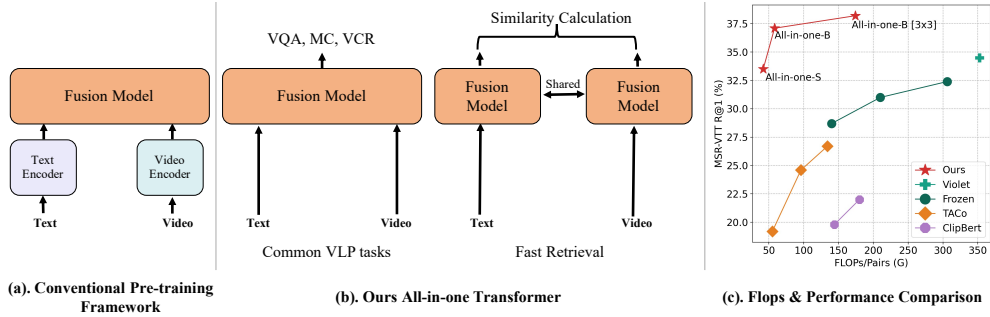 Fusion Model
Text
Encoder
Video
Encoder
Text
Video
(a). Conventional Pre-training
Framework
VQA, MC, VCR
Fusion Model
Text
Video
Common VLP tasks
Similarity Calculation
Fusion
Model
Shared
Fusion
Model
Text
Video
Fast Retrieval
(b). Ours All-in-one Transformer
MSR-VTT R@1 (%)
37.5
35.0
32.5
30.0
27.5
25.0
22.5
20.0
All-in-one-B [3x3]
All-in-one-B
All-in-one-S
Ours
Violet
Frozen
TACo
ClipBert
50 100 150 200 250 300 350
FLOPs/Pairs (G)
(c). Flops & Performance Comparison